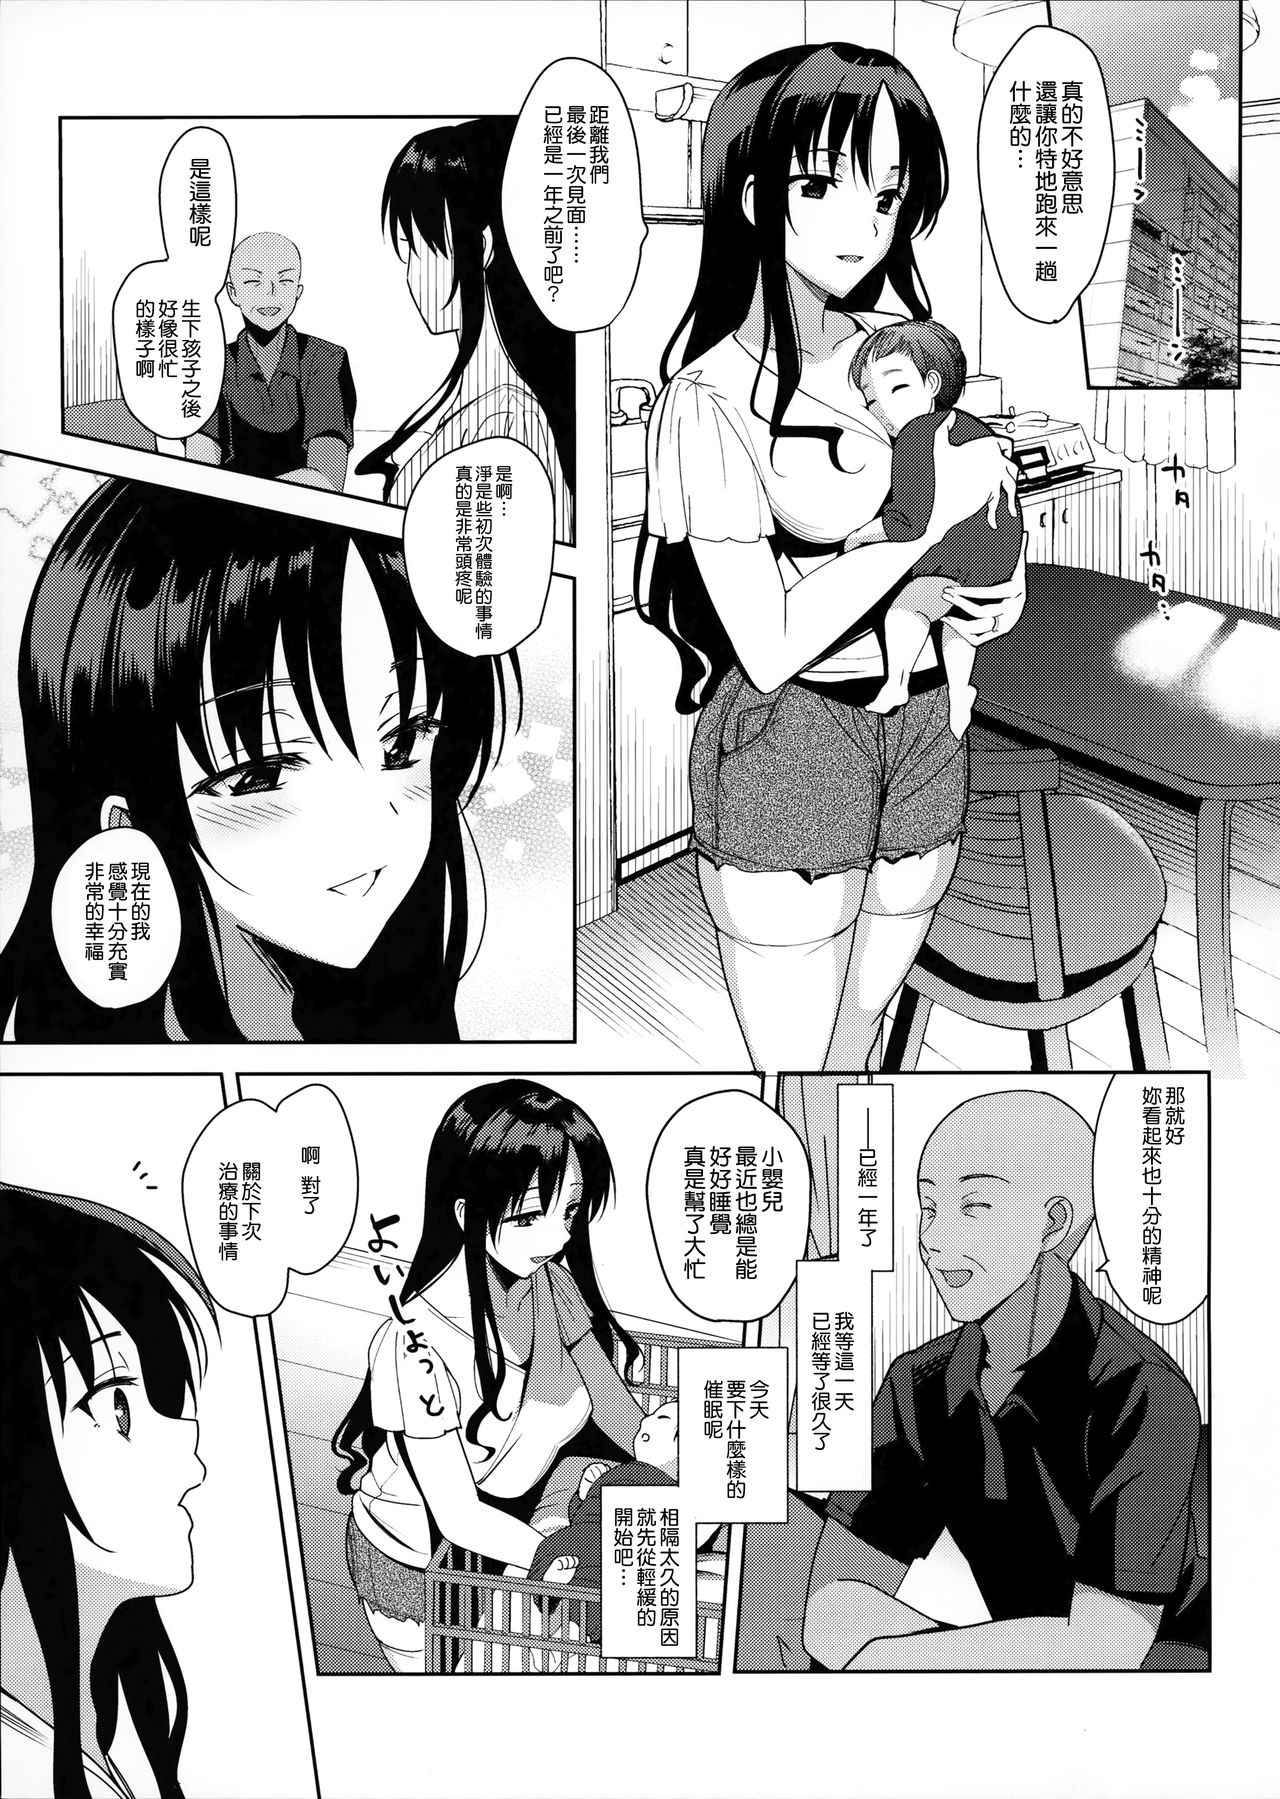 真的不好意思
還讓你特地跑來一趟
什麼的…
カタ
カタ…
距離我們
最後一次見面……
已經是一年之前了吧？
是這樣呢
生下孩子之後
好像很忙
的樣子啊
是啊…
淨是些初次體驗的事情
真的是非常頭疼呢
現在的我
感覺十分充實
非常的幸福
那就好
妳看起來也十分的精神呢
——已經一年了
我等這一天
已經等了很久了
小嬰兒
最近也總是能
好好睡覺
真是幫了大忙
今天
要下什麼樣的
催眠呢
相隔太久的原因
就先從輕緩的
開始吧…
よいしょっと
啊 對了
關於下次
治療的事情